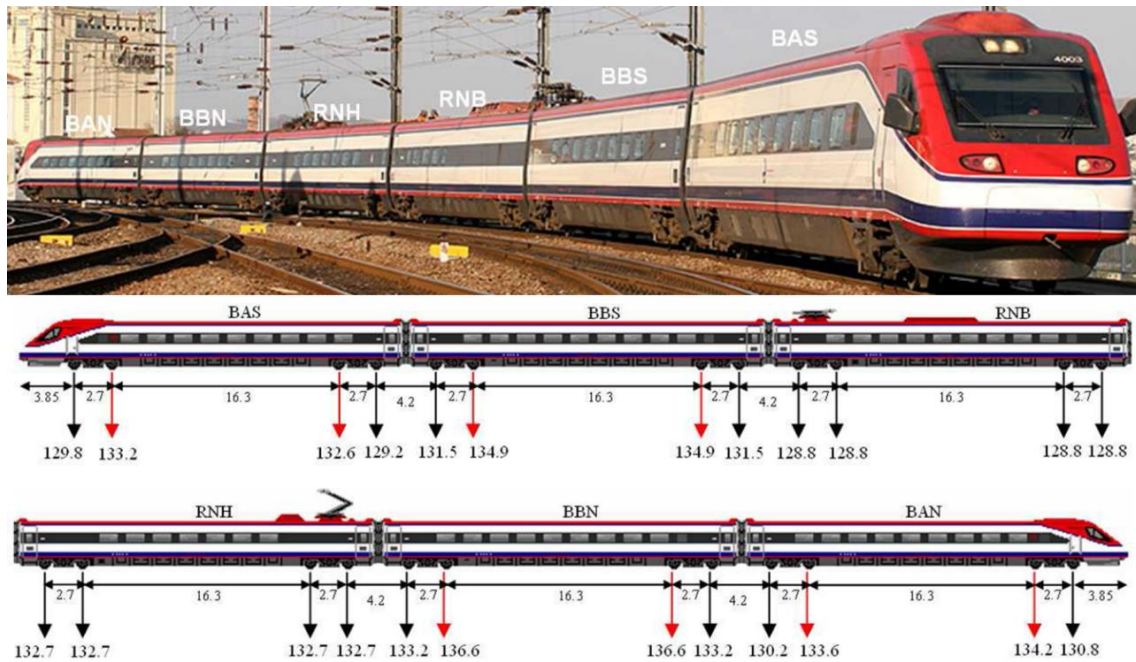 BAS
4003
BBS
RNB
RNH
BBN
BAN
BAS BBS RNB
3.85 2.7 16.3 2.7 4.2 2.7 16.3 2.7 4.2 2.7 16.3 2.7
129.8 133.2 132.6 129.2 131.5 134.9 134.9 131.5 128.8 128.8 128.8 128.8
RNH BBN BAN
2.7 16.3 2.7 4.2 2.7 16.3 2.7 4.2 2.7 16.3 2.7 3.85
132.7 132.7 132.7 132.7 133.2 136.6 136.6 133.2 130.2 133.6 134.2 130.8